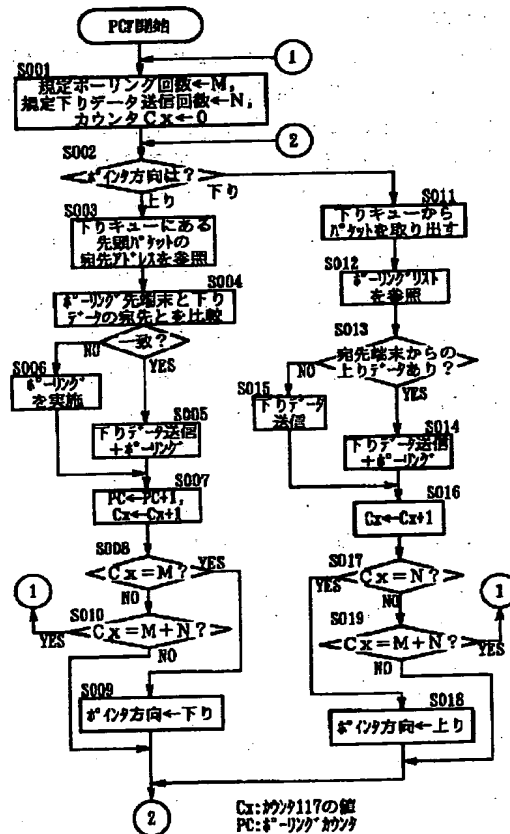 PCF開始
1
S001
規定ポーリング回数←M,
規定下りデータ送信回数←N,
カウンタCx←0
2
S002
ポインタ方向は?
下り
上り
S003
下りキューにある
先頭パケットの
宛先アドレスを参照
S004
ポーリング先端末と下り
データの宛先とを比較
一致?
NO
YES
S006
ポーリング
を実施
S005
下りデータ送信
+ポーリング
S007
PC←PC+1,
Cx←Cx+1
S008
Cx=M?
YES
NO
1
S010
Cx=M+N?
YES
NO
S009
ポインタ方向←下り
2
S011
下りキューから
パケットを取り出す
S012
ポーリングリスト
を参照
S013
宛先端末からの
上りデータあり?
NO
YES
S015
下りデータ
送信
S014
下りデータ送信
+ポーリング
S016
Cx←Cx+1
S017
Cx=N?
YES
NO
1
S019
Cx=M+N?
YES
NO
S018
ポインタ方向←上り
Cx:カウンタ117の値
PC:ポーリングカウンタ